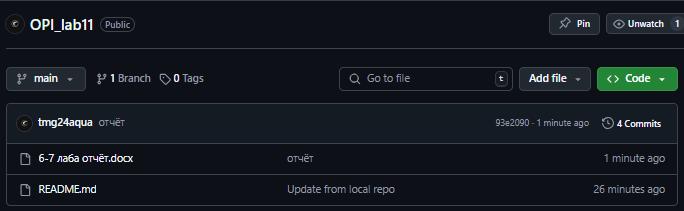 OPI_lab11 Public Pin Unwatch 1
main 1 Branch 0 Tags Go to file t Add file Code
tmg24aqua отчёт 93e2090 · 1 minute ago 4 Commits
6-7 лаба отчёт.docx отчёт 1 minute ago
README.md Update from local repo 26 minutes ago